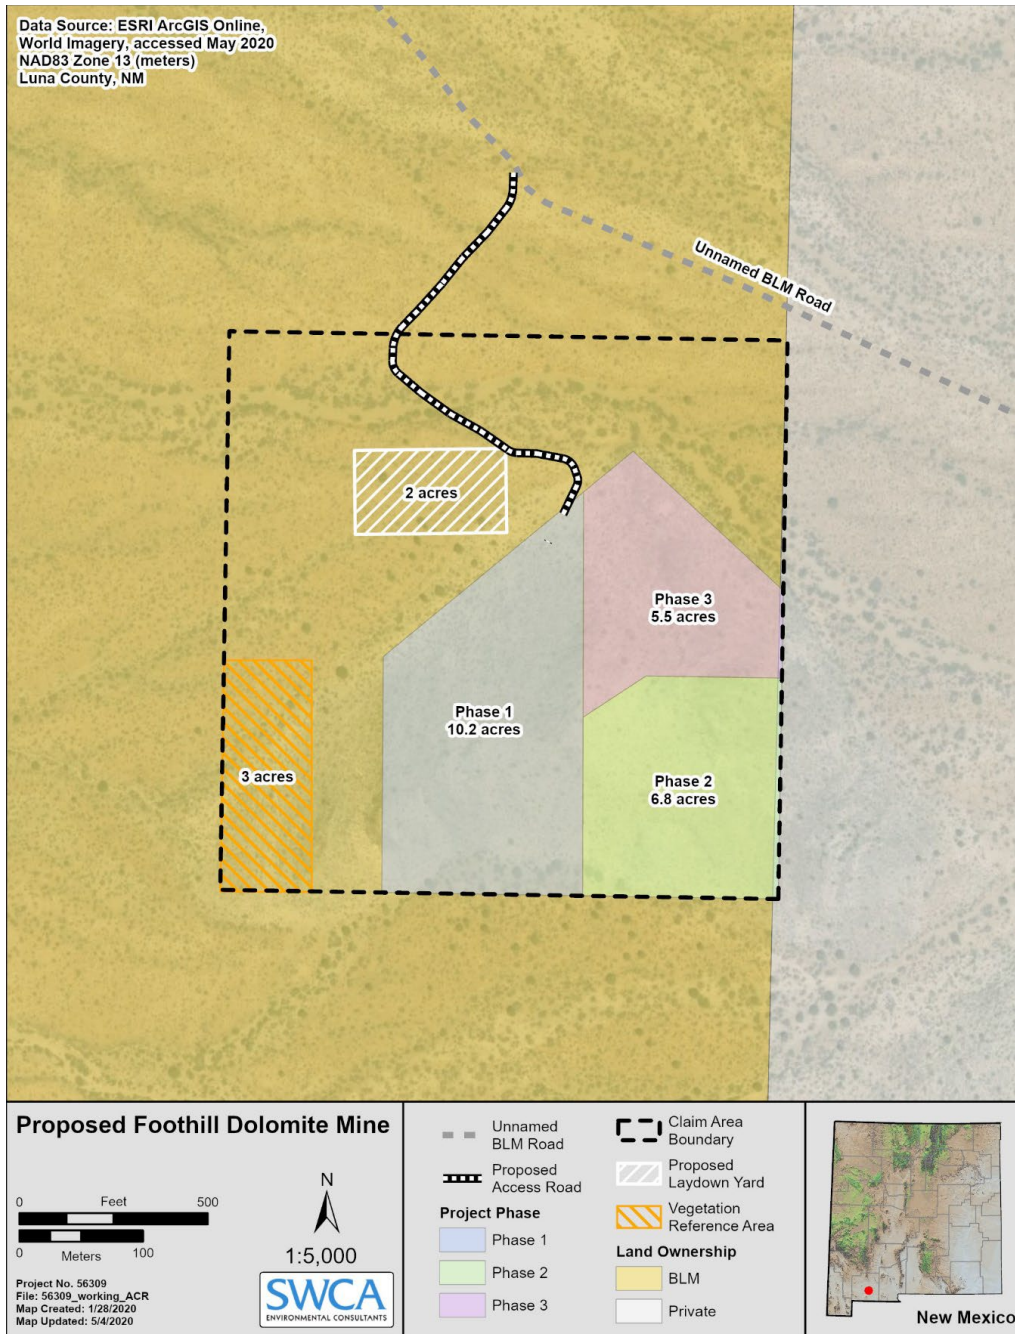 Data Source: ESRI ArcGIS Online,
World Imagery, accessed May 2020
NAD83 Zone 13 (meters)
Luna County, NM
Unnamed BLM Road
2 acres
Phase 3
5.5 acres
Phase 1
10.2 acres
3 acres
Phase 2
6.8 acres
Proposed Foothill Dolomite Mine
0 Feet 500
0 Meters 100
N
1:5,000
Project No. 56309
File: 56309_working_ACR
Map Created: 1/28/2020
Map Updated: 5/4/2020
SWCA
ENVIRONMENTAL CONSULTANTS
Unnamed
BLM Road
Proposed
Access Road
Project Phase
Phase 1
Phase 2
Phase 3
Claim Area
Boundary
Proposed
Laydown Yard
Vegetation
Reference Area
Land Ownership
BLM
Private
New Mexico